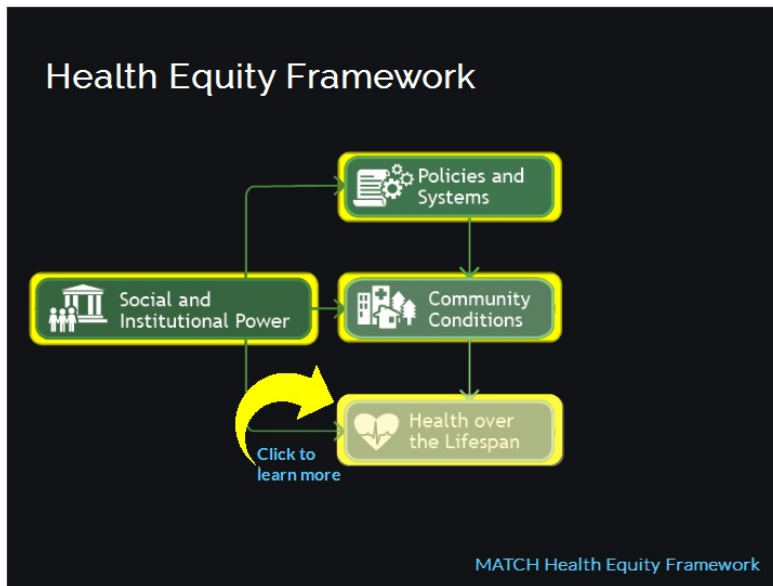 Health Equity Framework
Policies and
Systems
Social and
Institutional Power
Community
Conditions
Health over
the Lifespan
Click to
learn more
MATCH Health Equity Framework